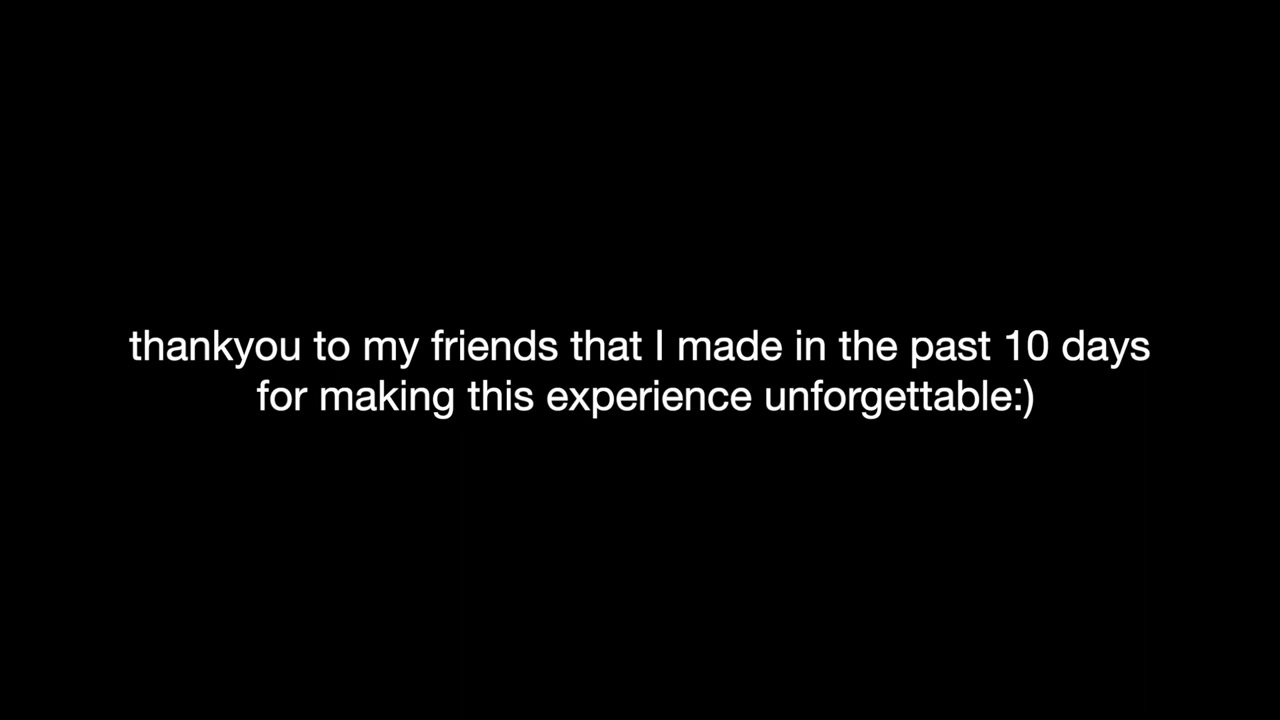 thankyou to my friends that I made in the past 10 days
for making this experience unforgettable:)